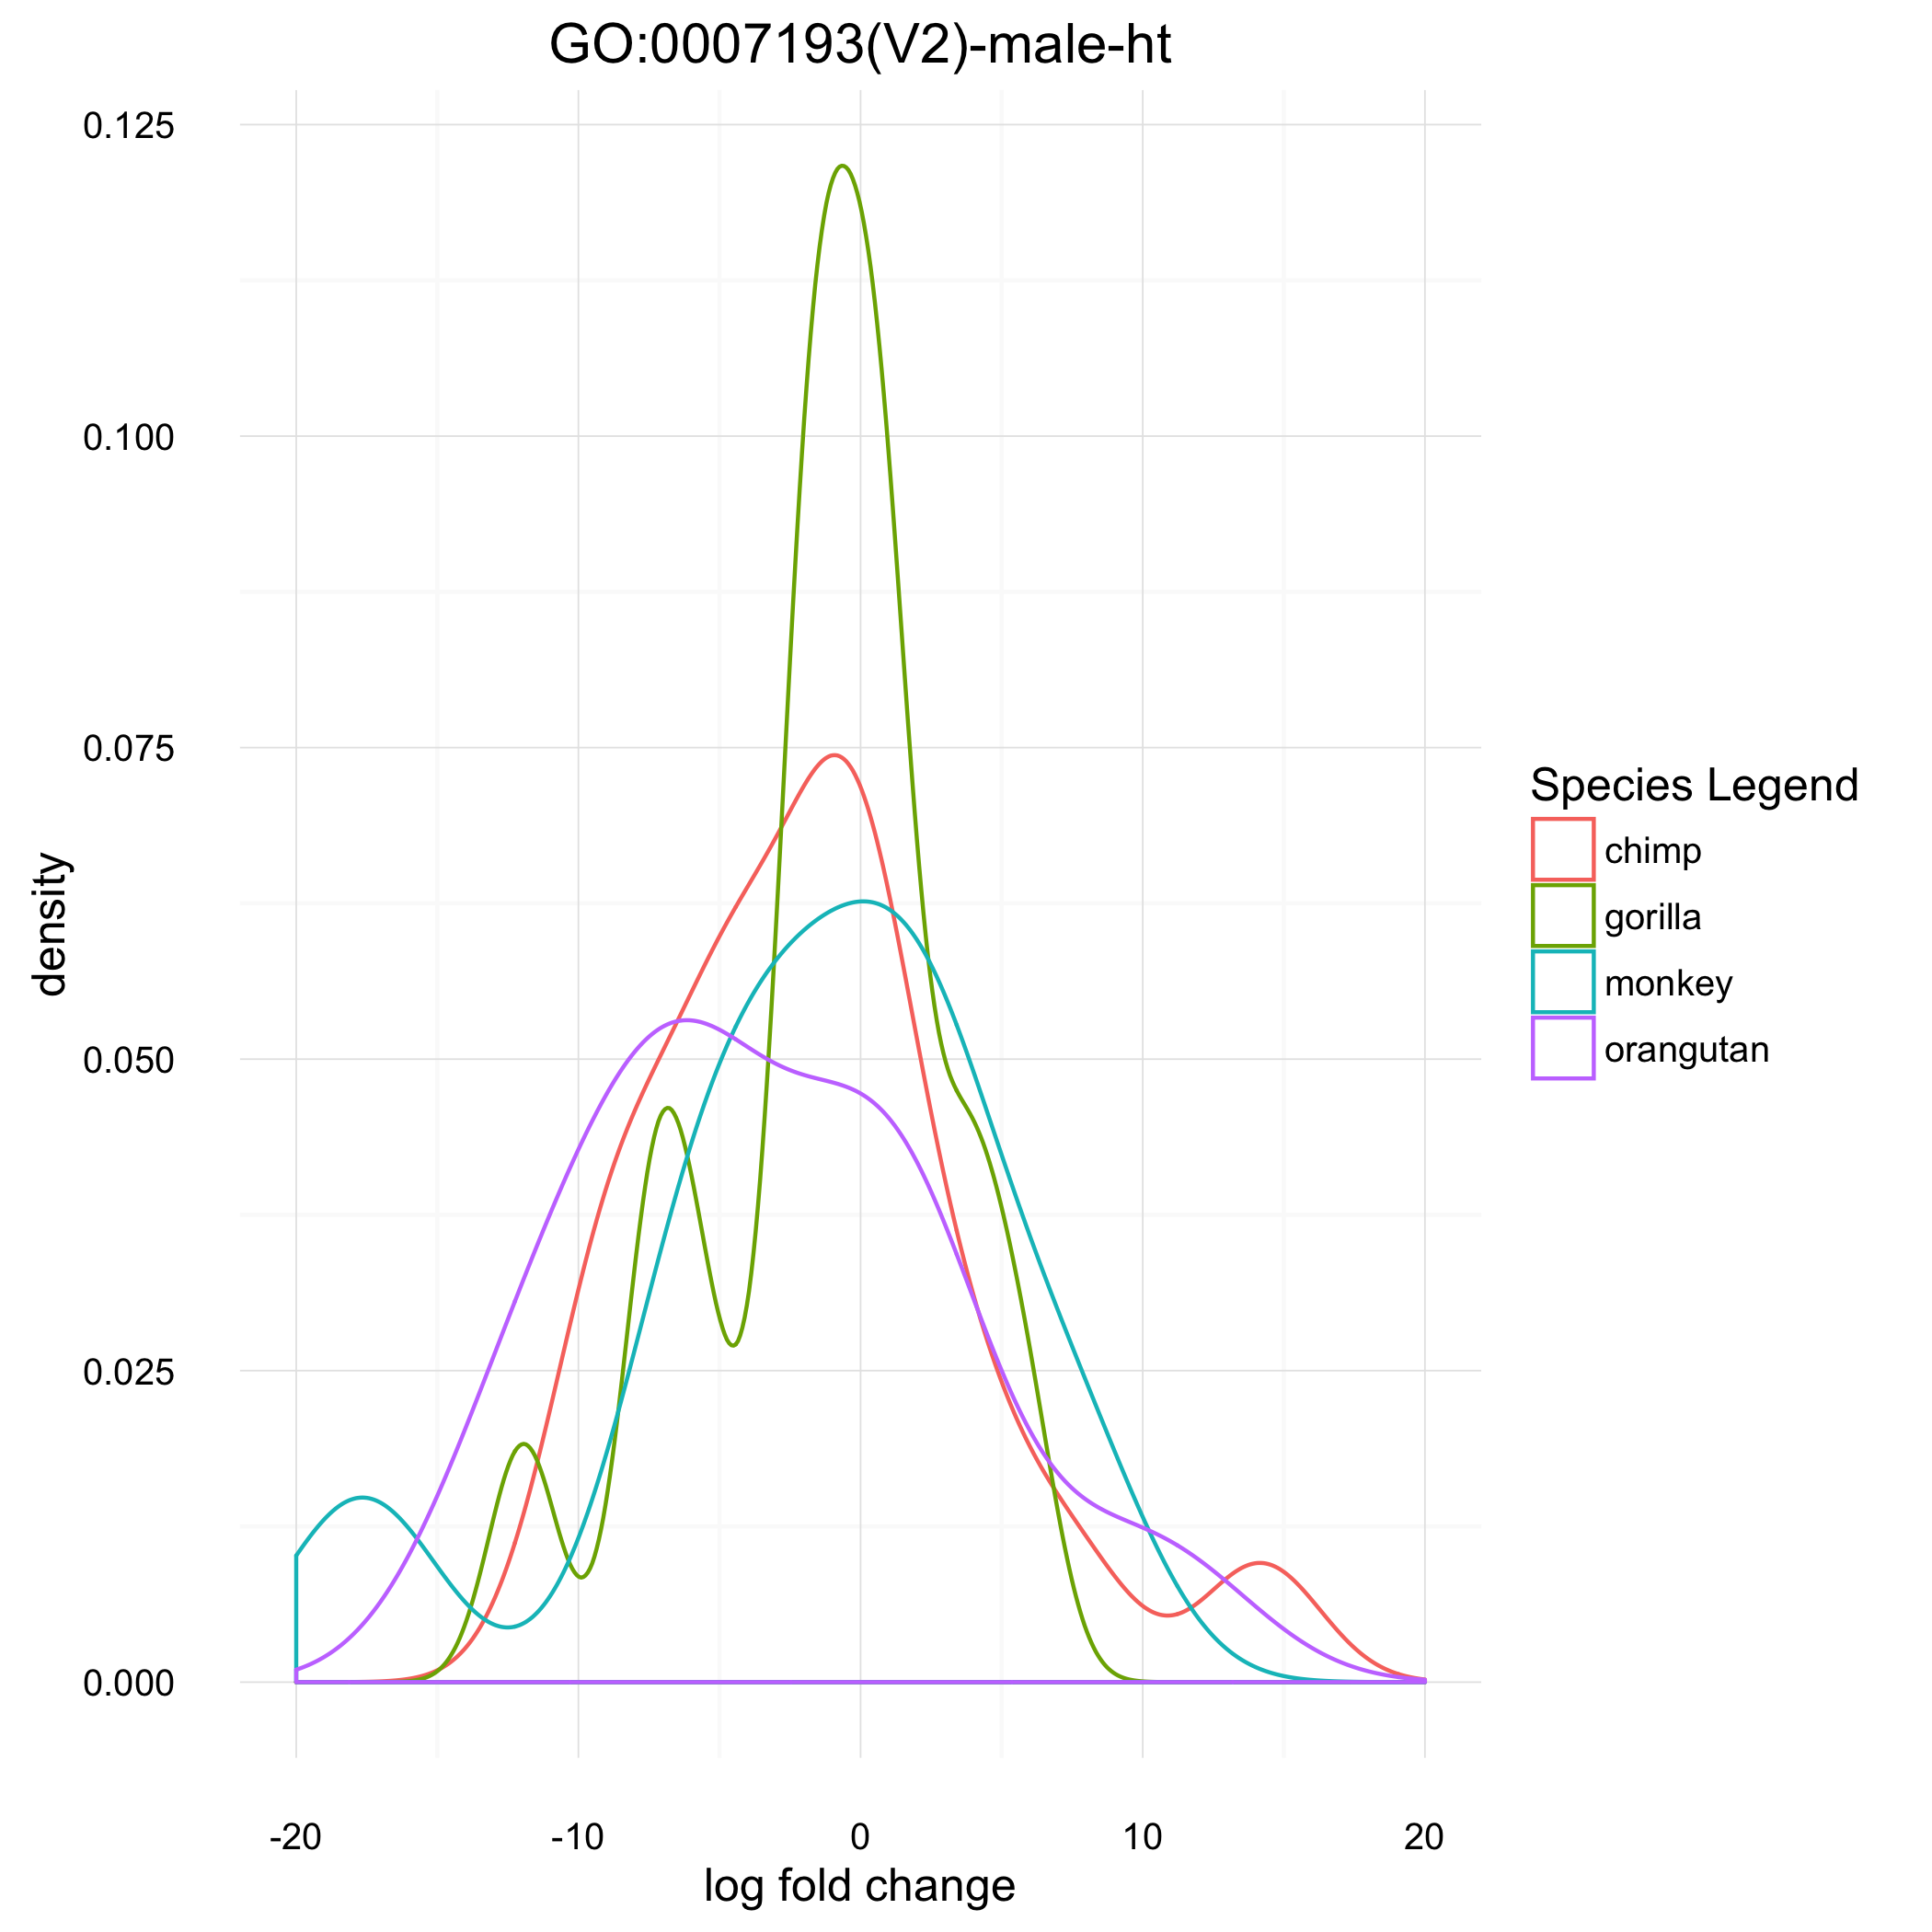 GO:0007193(V2)-male-ht
0.125
0.100
0.075
0.050
0.025
0.000
density
-20
-10
0
10
20
log fold change
Species Legend
chimp
gorilla
monkey
orangutan